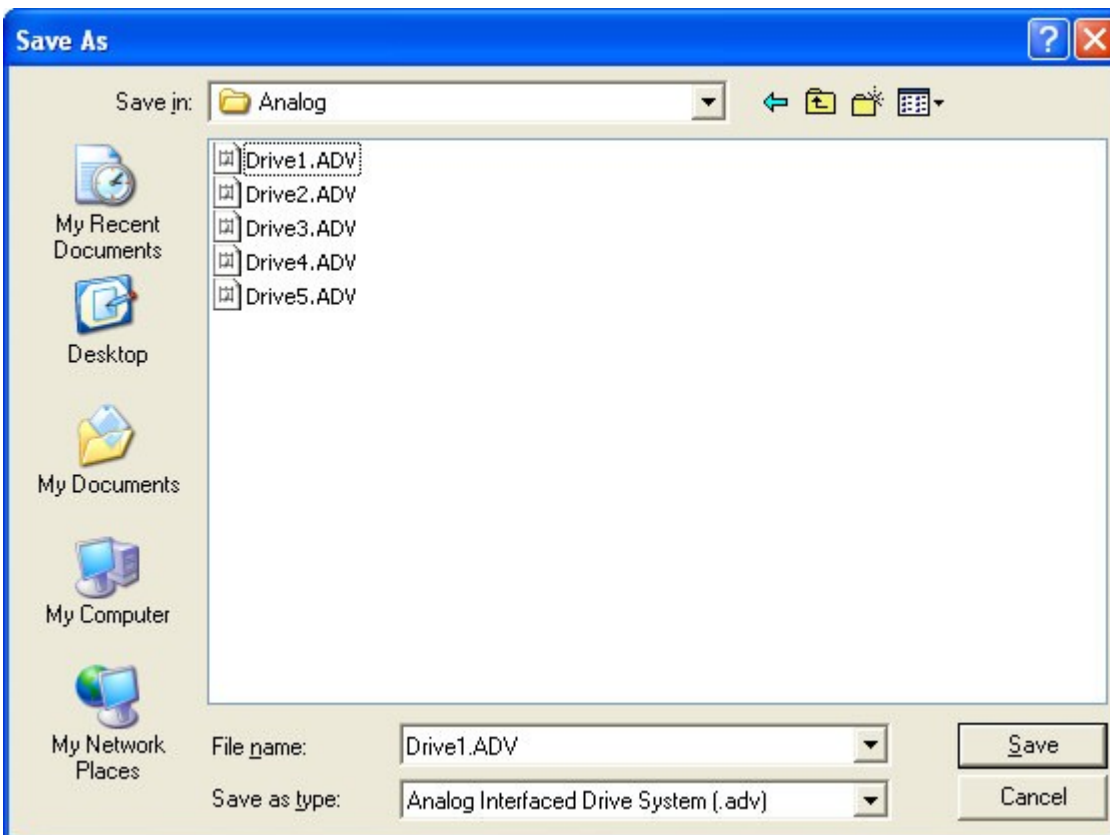 Save As
Save in:
Analog
Drive1.ADV
Drive2.ADV
Drive3.ADV
Drive4.ADV
Drive5.ADV
My Recent
Documents
Desktop
My Documents
My Computer
My Network
Places
File name:
Drive1.ADV
Save
Save as type:
Analog Interfaced Drive System (.adv)
Cancel